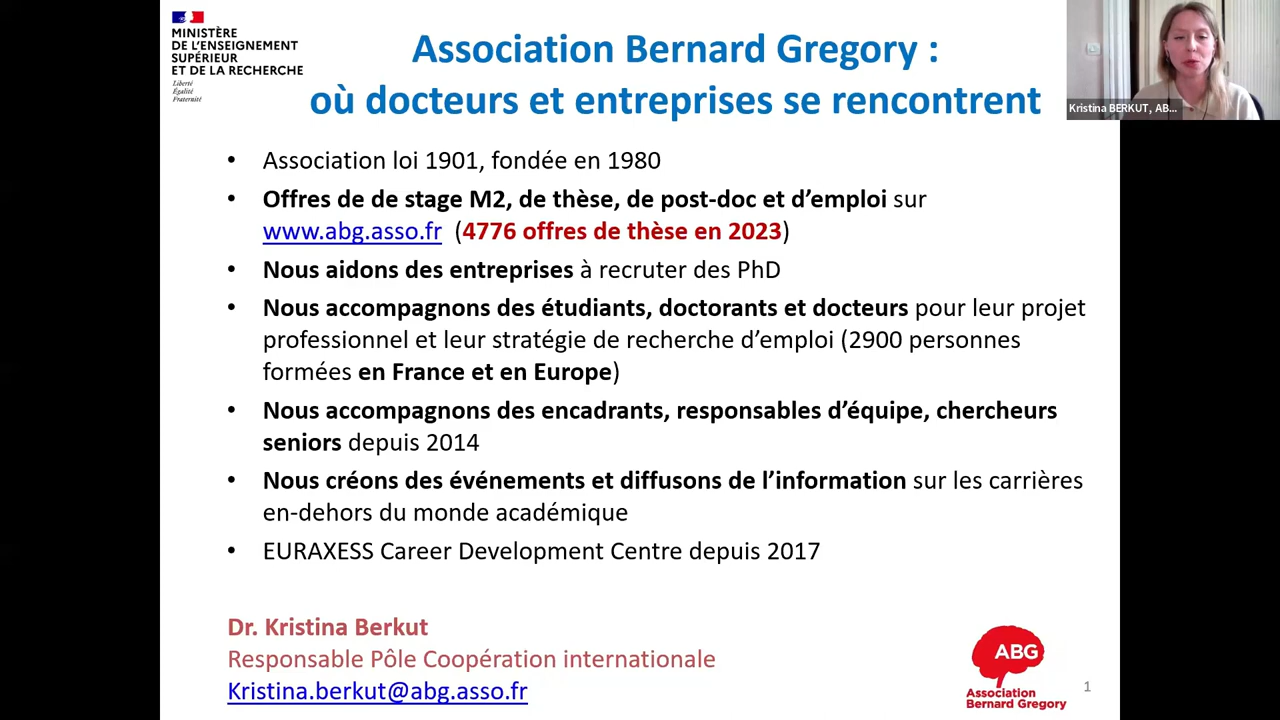 MINISTÈRE
DE L'ENSEIGNEMENT
SUPÉRIEUR
ET DE LA RECHERCHE
Liberté
Égalité
Fraternité
Association Bernard Gregory :
où docteurs et entreprises se rencontrent
Kristina BERKUT, AB...
• Association loi 1901, fondée en 1980
• Offres de de stage M2, de thèse, de post-doc et d’emploi sur
www.abg.asso.fr (4776 offres de thèse en 2023)
• Nous aidons des entreprises à recruter des PhD
• Nous accompagnons des étudiants, doctorants et docteurs pour leur projet
professionnel et leur stratégie de recherche d’emploi (2900 personnes
formées en France et en Europe)
• Nous accompagnons des encadrants, responsables d’équipe, chercheurs
seniors depuis 2014
• Nous créons des événements et diffusons de l’information sur les carrières
en-dehors du monde académique
• EURAXESS Career Development Centre depuis 2017
Dr. Kristina Berkut
Responsable Pôle Coopération internationale
Kristina.berkut@abg.asso.fr
ABG
Association
Bernard Gregory
1